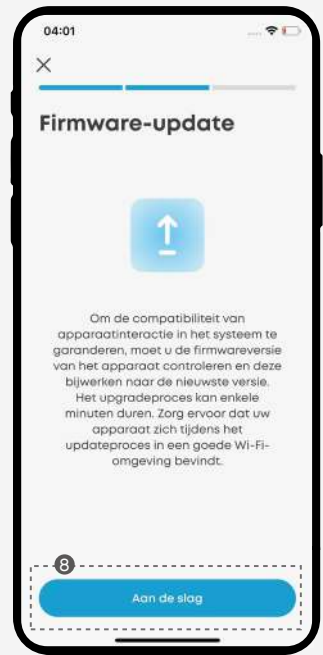 04:01
Firmware-update
Om de compatibiliteit van
apparaatinteractie in het systeem te
garanderen, moet u de firmwareversie
van het apparaat controleren en deze
bijwerken naar de nieuwste versie.
Het upgradeproces kan enkele
minuten duren. Zorg ervoor dat uw
apparaat zich tijdens het
updateproces in een goede Wi-Fi-
omgeving bevindt.
8
Aan de slag